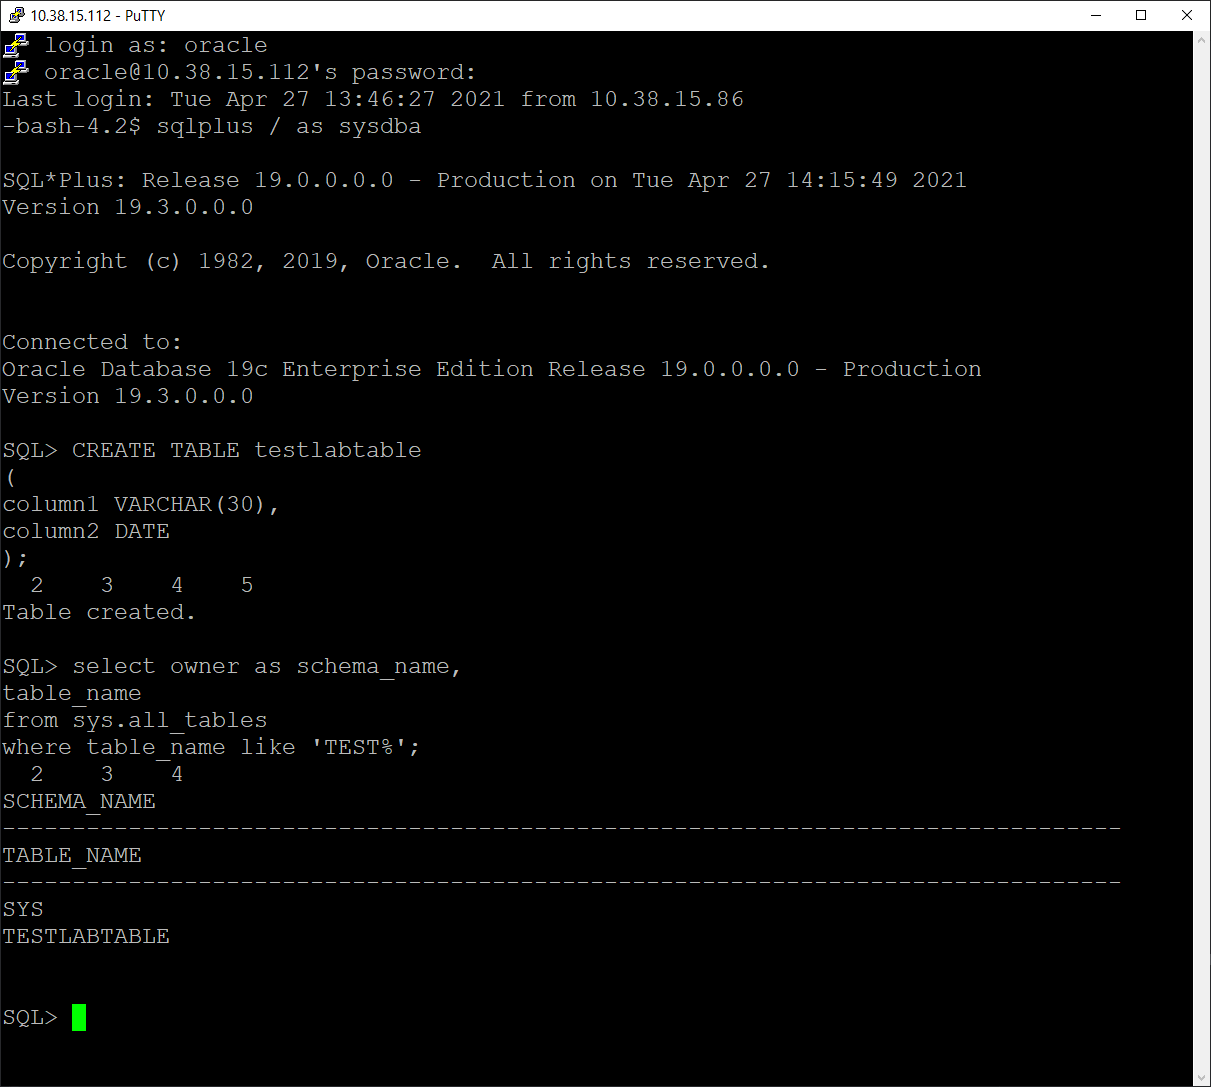 10.38.15.112 - PuTTY
login as: oracle
oracle@10.38.15.112's password:
Last login: Tue Apr 27 13:46:27 2021 from 10.38.15.86
-bash-4.2$ sqlplus / as sysdba
SQL*Plus: Release 19.0.0.0.0 - Production on Tue Apr 27 14:15:49 2021
Version 19.3.0.0.0
Copyright (c) 1982, 2019, Oracle.  All rights reserved.
Connected to:
Oracle Database 19c Enterprise Edition Release 19.0.0.0.0 - Production
Version 19.3.0.0.0
SQL> CREATE TABLE testlabtable
(
column1 VARCHAR(30),
column2 DATE
);
  2    3    4    5
Table created.
SQL> select owner as schema_name,
table_name
from sys.all_tables
where table_name like 'TEST%';
  2    3    4
SCHEMA_NAME
--------------------------------------------------------------------------------
TABLE_NAME
--------------------------------------------------------------------------------
SYS
TESTLABTABLE
SQL>